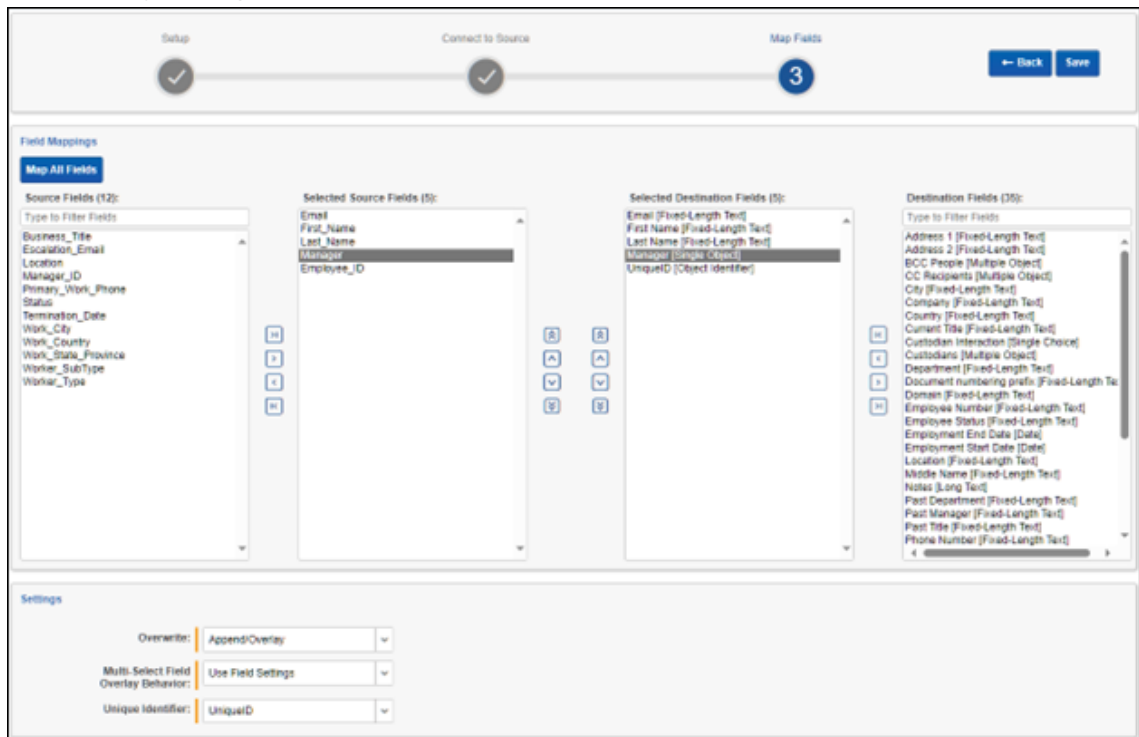 Setup
Connect to Source
Map Fields
3
← Back
Save
Field Mappings
Map All Fields
Source Fields (12):
Type to Filter Fields
Business_Title
Escalation_Email
Location
Manager_ID
Primary_Work_Phone
Status
Termination_Date
Work_City
Work_Country
Work_State_Province
Worker_SubType
Worker_Type
Selected Source Fields (5):
Email
First_Name
Last_Name
Manager
Employee_ID
Selected Destination Fields (5):
Email [Fixed-Length Text]
First Name [Fixed-Length Text]
Last Name [Fixed-Length Text]
Manager [Single Object]
UniqueID [Object Identifier]
Destination Fields (35):
Type to Filter Fields
Address 1 [Fixed-Length Text]
Address 2 [Fixed-Length Text]
BCC People [Multiple Object]
CC Recipients [Multiple Object]
City [Fixed-Length Text]
Company [Fixed-Length Text]
Country [Fixed-Length Text]
Current Title [Fixed-Length Text]
Custodian Interaction [Single Choice]
Custodians [Multiple Object]
Department [Fixed-Length Text]
Document numbering prefix [Fixed-Length Te
Domain [Fixed-Length Text]
Employee Number [Fixed-Length Text]
Employee Status [Fixed-Length Text]
Employment End Date [Date]
Employment Start Date [Date]
Location [Fixed-Length Text]
Middle Name [Fixed-Length Text]
Notes [Long Text]
Past Department [Fixed-Length Text]
Past Manager [Fixed-Length Text]
Past Title [Fixed-Length Text]
Phone Number [Fixed-Length Text]
Settings
Overwrite:
Append/Overlay
Multi-Select Field
Overlay Behavior:
Use Field Settings
Unique Identifier:
UniqueID